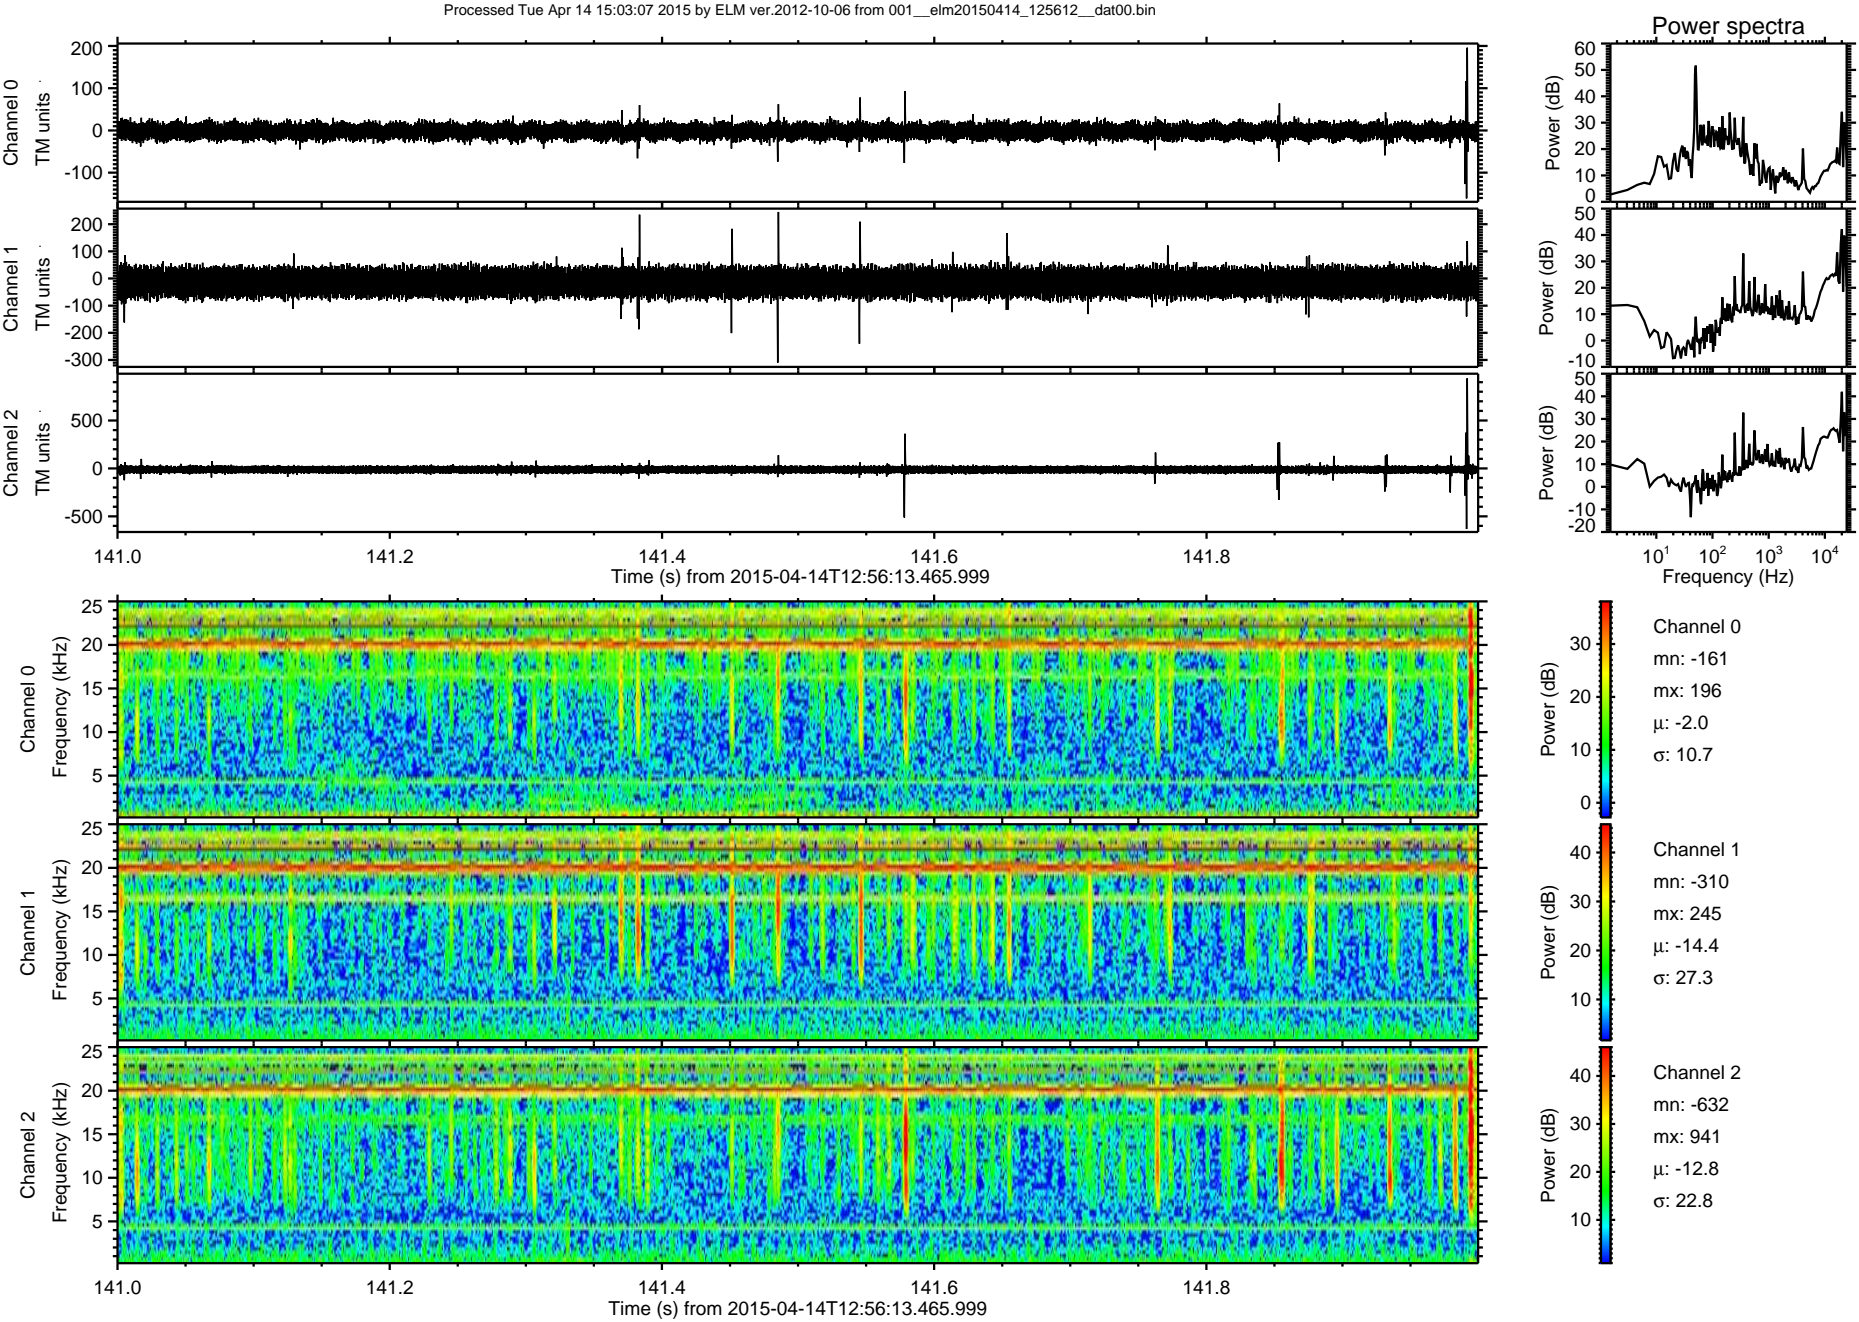 Processed Tue Apr 14 15:03:07 2015 by ELM ver.2012-10-06 from 001__elm20150414_125612__dat00.bin
Power spectra
Channel 0
TM units
200
100
0
-100
Power (dB)
60
50
40
30
20
10
0
Channel 1
TM units
200
100
0
-100
-200
-300
Power (dB)
50
40
30
20
10
0
-10
Channel 2
TM units
500
0
-500
Power (dB)
50
40
30
20
10
0
-10
-20
141.0 141.2 141.4 141.6 141.8
Time (s) from 2015-04-14T12:56:13.465.999
10¹ 10² 10³ 10⁴
Frequency (Hz)
Channel 0
Frequency (kHz)
25
20
15
10
5
Power (dB)
30
20
10
0
Channel 0
mn: -161
mx: 196
μ: -2.0
σ: 10.7
Channel 1
Frequency (kHz)
25
20
15
10
5
Power (dB)
40
30
20
10
Channel 1
mn: -310
mx: 245
μ: -14.4
σ: 27.3
Channel 2
Frequency (kHz)
25
20
15
10
5
Power (dB)
40
30
20
10
Channel 2
mn: -632
mx: 941
μ: -12.8
σ: 22.8
141.0 141.2 141.4 141.6 141.8
Time (s) from 2015-04-14T12:56:13.465.999